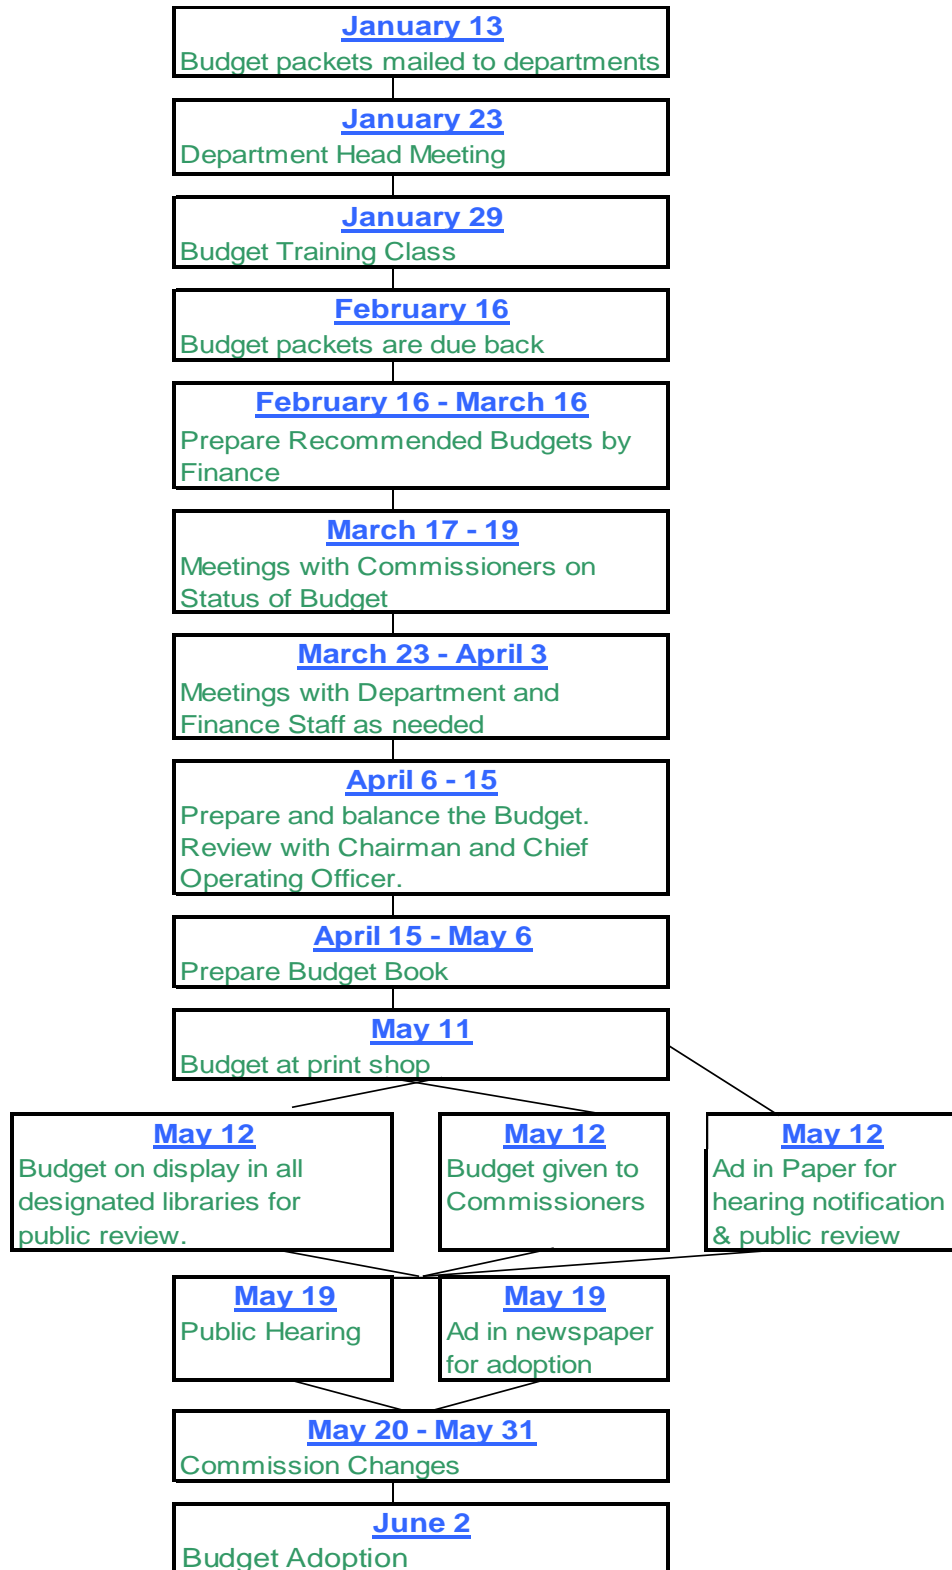 January 13
Budget packets mailed to departments
January 23
Department Head Meeting
January 29
Budget Training Class
February 16
Budget packets are due back
February 16 - March 16
Prepare Recommended Budgets by
Finance
March 17 - 19
Meetings with Commissioners on
Status of Budget
March 23 - April 3
Meetings with Department and
Finance Staff as needed
April 6 - 15
Prepare and balance the Budget.
Review with Chairman and Chief
Operating Officer.
April 15 - May 6
Prepare Budget Book
May 11
Budget at print shop
May 12
Budget on display in all
designated libraries for
public review.
May 12
Budget given to
Commissioners
May 12
Ad in Paper for
hearing notification
& public review
May 19
Public Hearing
May 19
Ad in newspaper
for adoption
May 20 - May 31
Commission Changes
June 2
Budget Adoption